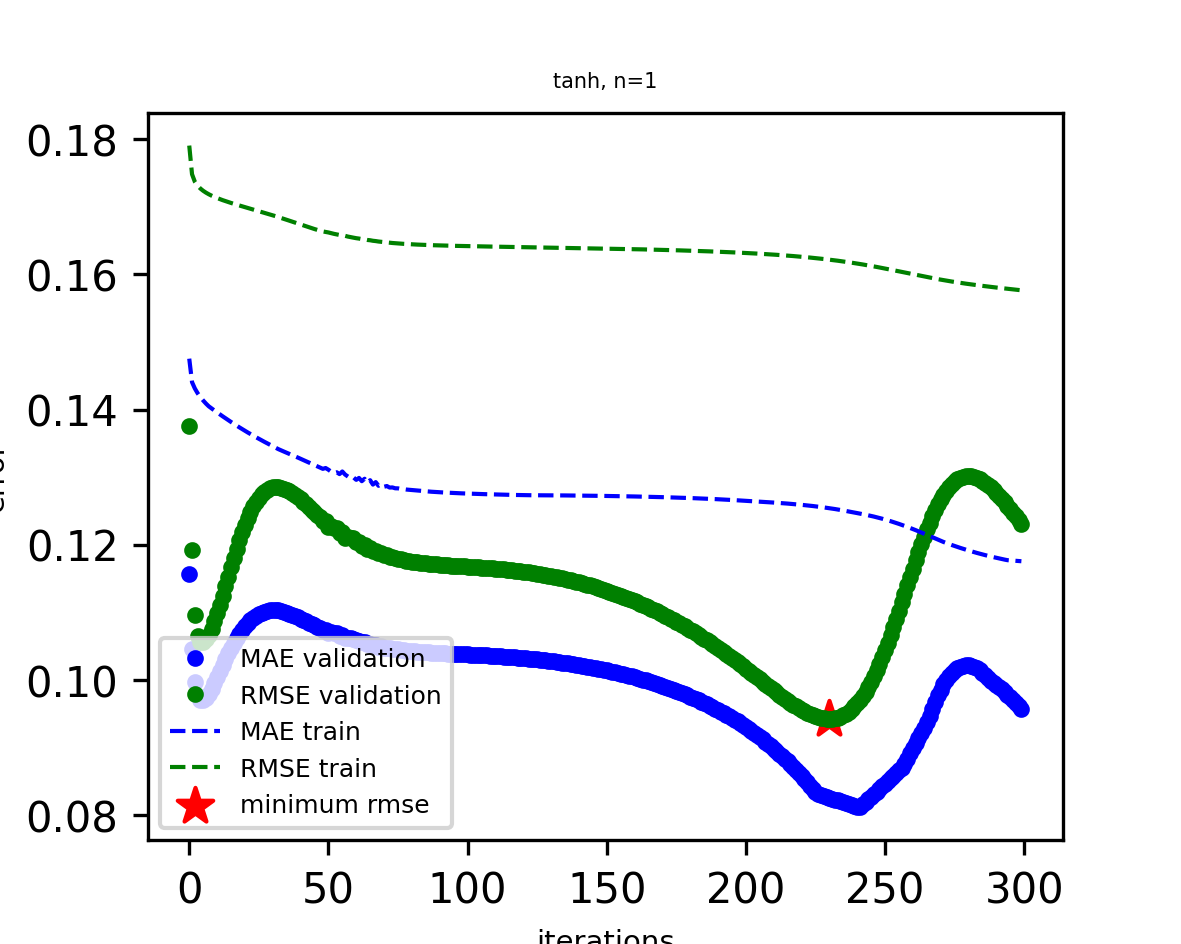 tanh, n=1
0.18
0.16
0.14
0.12
0.10
0.08
MAE validation
RMSE validation
MAE train
RMSE train
minimum rmse
0 50 100 150 200 250 300
iterations